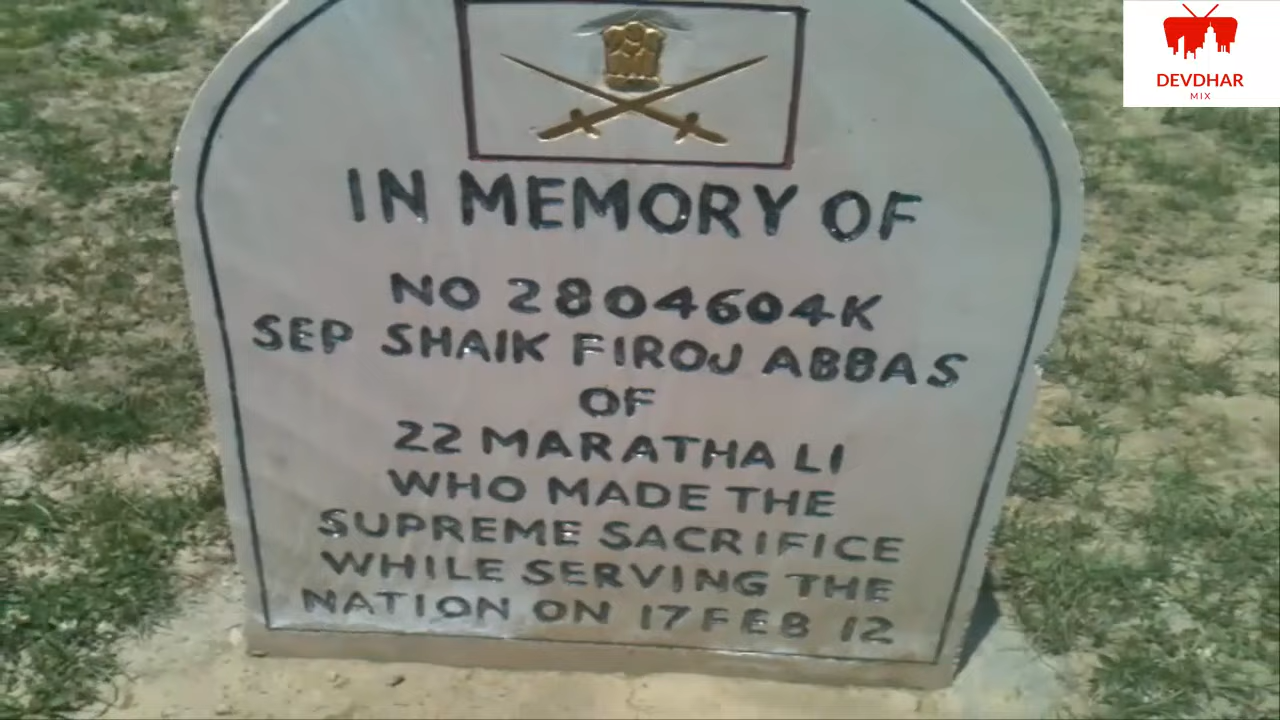 DEVDHAR
MIX
IN MEMORY OF
NO 2804604K
SEP SHAIK FIROJ ABBAS
OF
22 MARATHA LI
WHO MADE THE
SUPREME SACRIFICE
WHILE SERVING THE
NATION ON 17 FEB 12